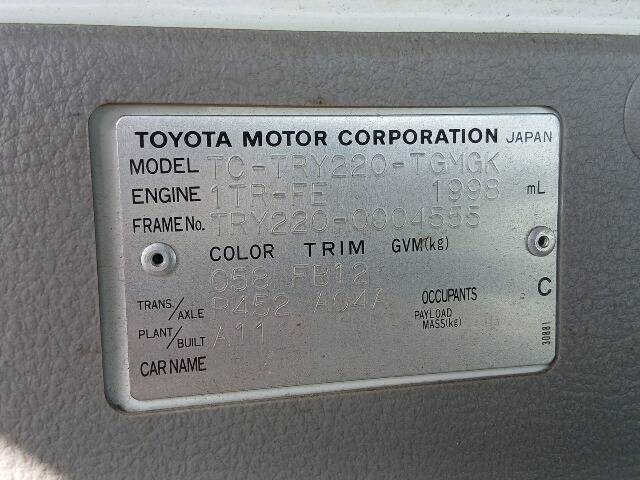 TOYOTA MOTOR CORPORATION JAPAN
MODEL TC-TRY220-TGMGK
ENGINE 1TR-FE 1998 mL
FRAME No. TRY220-0004555
COLOR TRIM GVM(kg)
058 FB12
C
TRANS./AXLE R452 A04A OCCUPANTS
PAYLOAD MASS(kg)
PLANT/BUILT A11
CAR NAME
30881